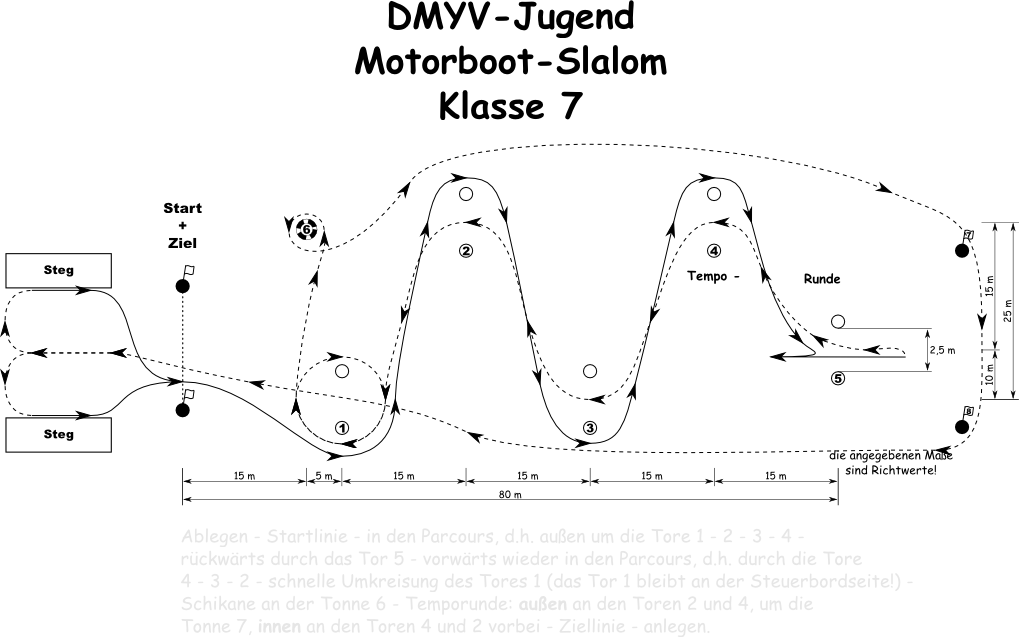 DMYV-Jugend
Motorboot-Slalom
Klasse 7
Start
+
Ziel
6
7
Steg
2
4
Tempo -
Runde
15 m
25 m
2,5 m
10 m
5
8
Steg
1
3
die angegebenen Maße
sind Richtwerte!
15 m
5 m
15 m
15 m
15 m
15 m
80 m
Ablegen - Startlinie - in den Parcours, d.h. außen um die Tore 1 - 2 - 3 - 4 -
rückwärts durch das Tor 5 - vorwärts wieder in den Parcours, d.h. durch die Tore
4 - 3 - 2 - schnelle Umkreisung des Tores 1 (das Tor 1 bleibt an der Steuerbordseite!) -
Schikane an der Tonne 6 - Temporunde: außen an den Toren 2 und 4, um die
Tonne 7, innen an den Toren 4 und 2 vorbei - Ziellinie - anlegen.